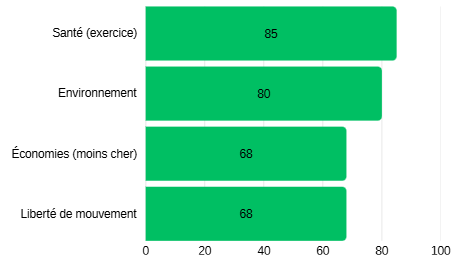 Santé (exercice)
85
Environnement
80
Économies (moins cher)
68
Liberté de mouvement
68
0 20 40 60 80 100